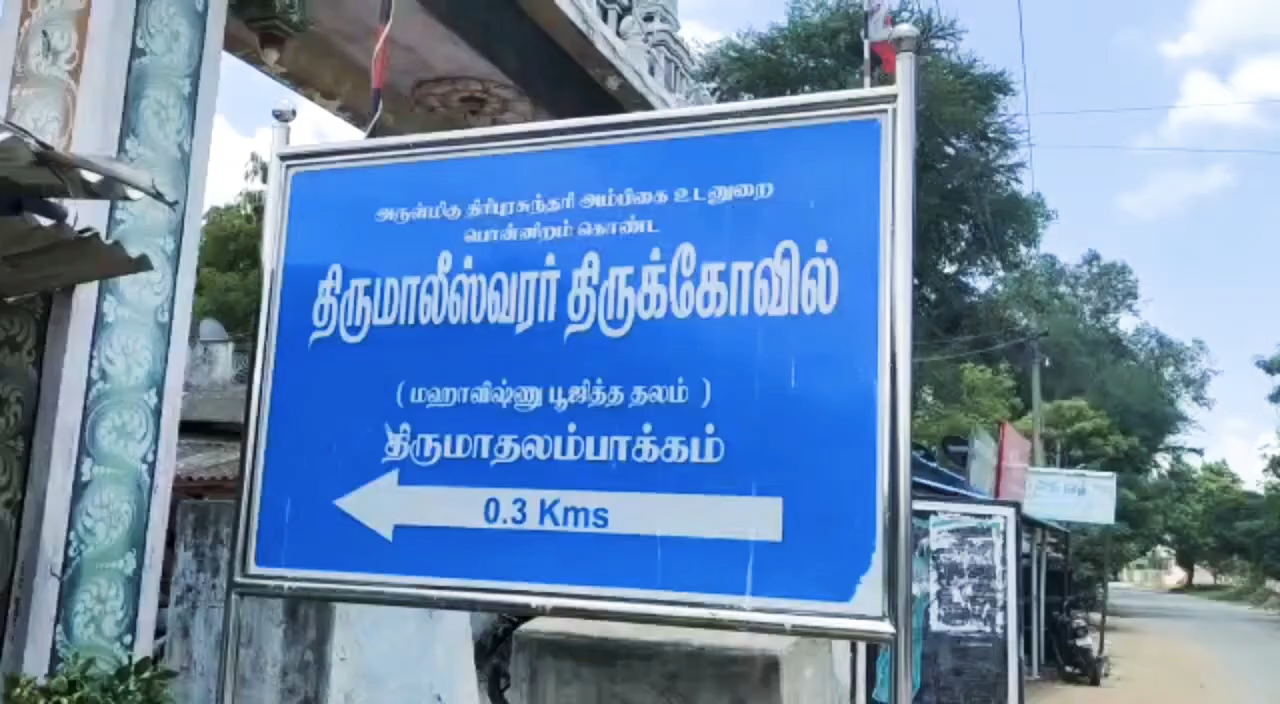 அருள்மிகு திரிபுரசுந்தரி அம்பிகை உடனுறை
பொன்னிறம் கொண்ட
திருமாலீஸ்வரர் திருக்கோவில்
( மஹாவிஷ்ணு பூஜித்த தலம் )
திருமாதலம்பாக்கம்
0.3 Kms